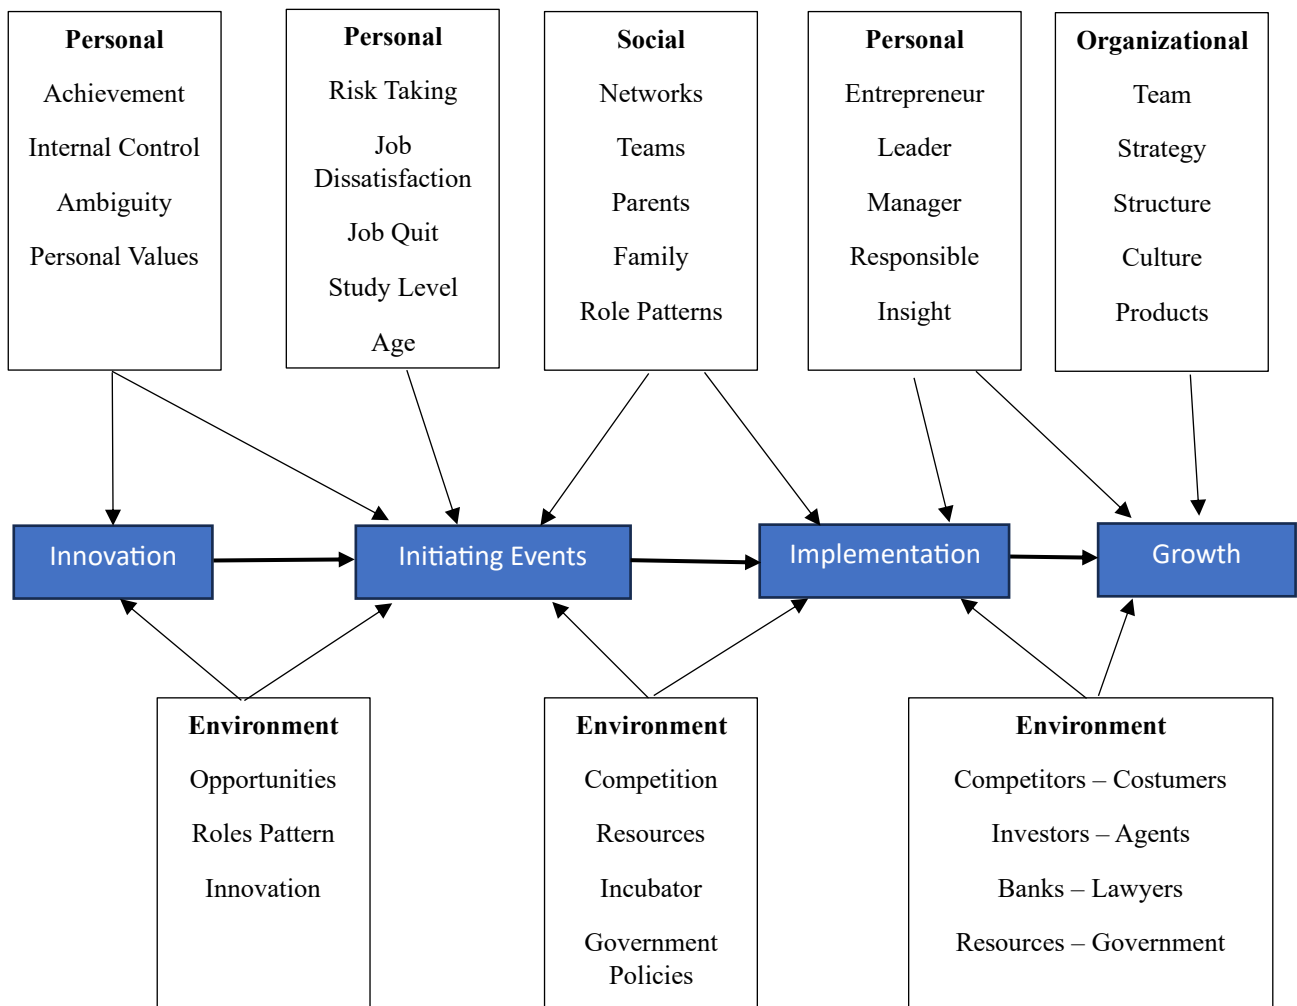 Personal
Achievement
Internal Control
Ambiguity
Personal Values
Personal
Risk Taking
Job
Dissatisfaction
Job Quit
Study Level
Age
Social
Networks
Teams
Parents
Family
Role Patterns
Personal
Entrepreneur
Leader
Manager
Responsible
Insight
Organizational
Team
Strategy
Structure
Culture
Products
Innovation
Initiating Events
Implementation
Growth
Environment
Opportunities
Roles Pattern
Innovation
Environment
Competition
Resources
Incubator
Government
Policies
Environment
Competitors – Costumers
Investors – Agents
Banks – Lawyers
Resources – Government